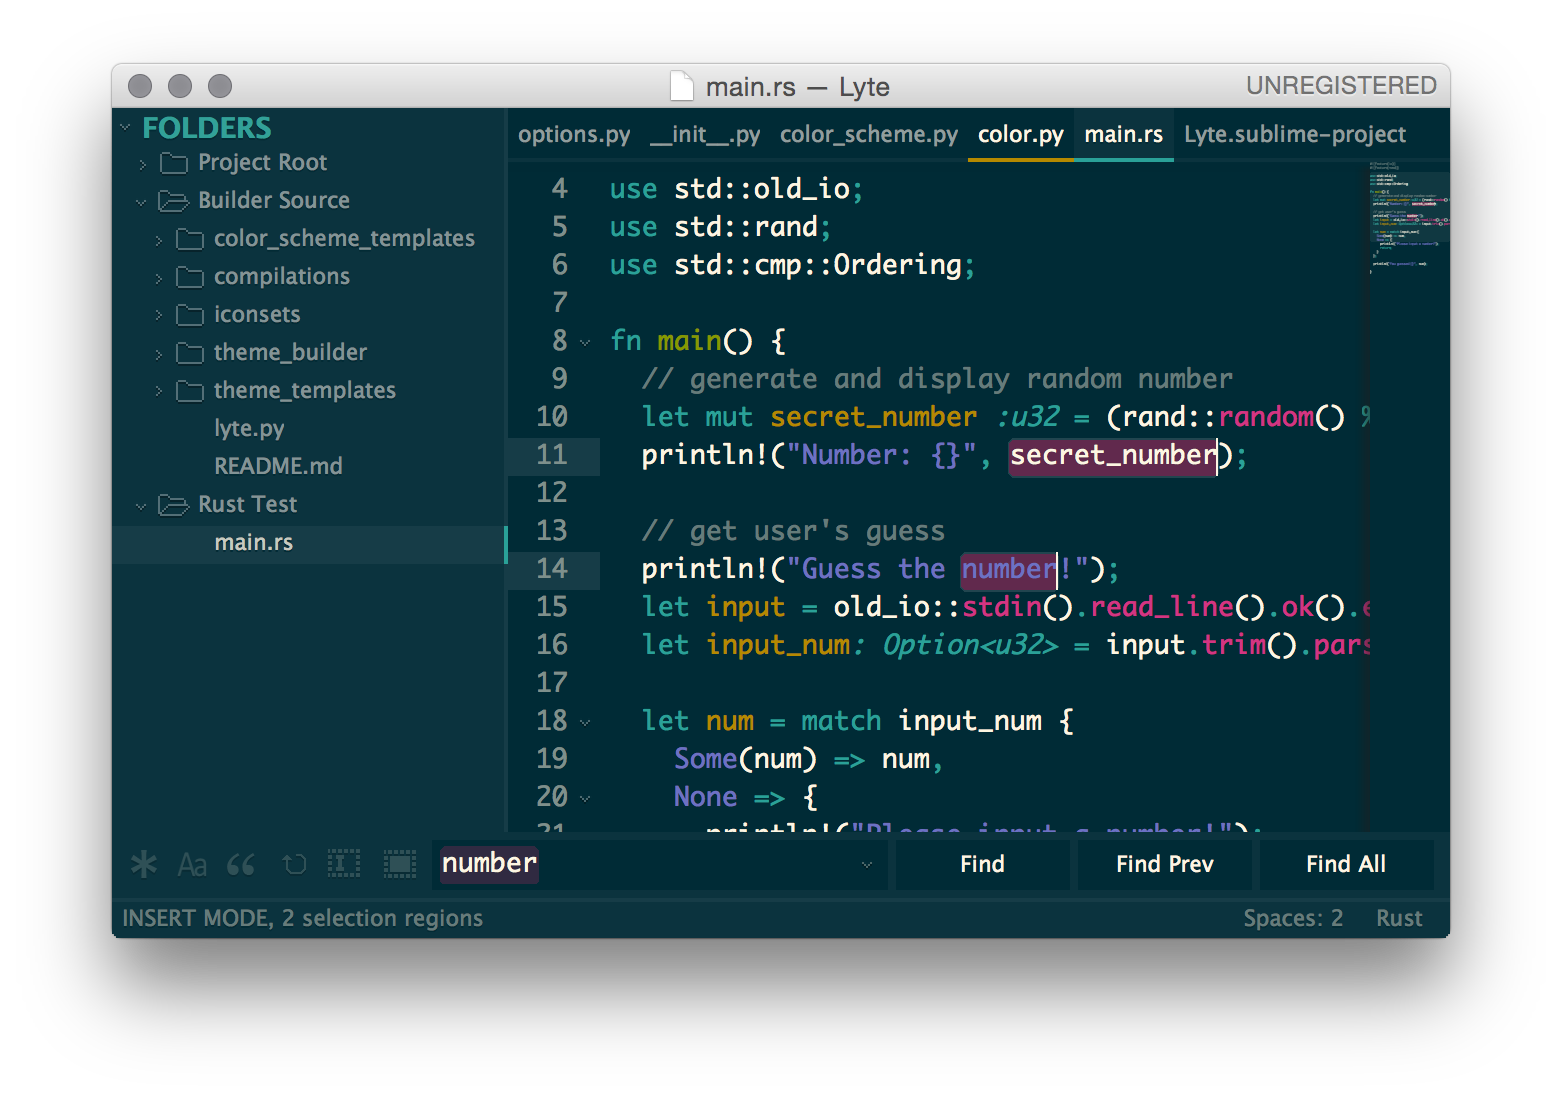 main.rs — Lyte
UNREGISTERED
FOLDERS
Project Root
Builder Source
color_scheme_templates
compilations
iconsets
theme_builder
theme_templates
lyte.py
README.md
Rust Test
main.rs
options.py __init__.py color_scheme.py color.py main.rs Lyte.sublime-project
4 use std::old_io;
5 use std::rand;
6 use std::cmp::Ordering;
7
8 fn main() {
9 // generate and display random number
10 let mut secret_number :u32 = (rand::random() %
11 println!("Number: {}", secret_number);
12
13 // get user's guess
14 println!("Guess the number!");
15 let input = old_io::stdin().read_line().ok().e
16 let input_num: Option<u32> = input.trim().pars
17
18 let num = match input_num {
19 Some(num) => num,
20 None => {
21 println!("Please input a number!");
Aa
number
Find
Find Prev
Find All
INSERT MODE, 2 selection regions
Spaces: 2
Rust